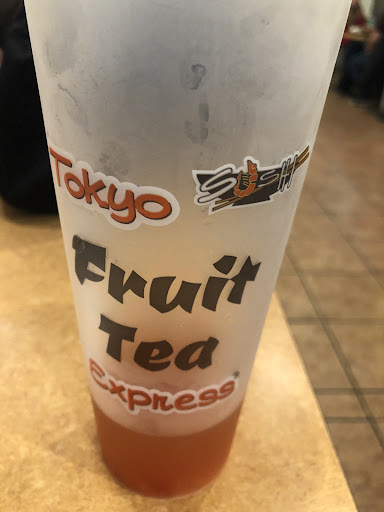 Tokyo SUSHI
Fruit
Tea
Express